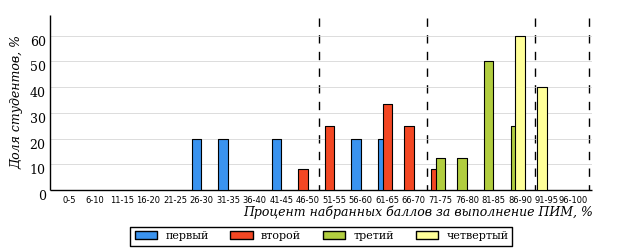 Доля студентов, %
60
50
40
30
20
10
0
0-5 6-10 11-15 16-20 21-25 26-30 31-35 36-40 41-45 46-50 51-55 56-60 61-65 66-70 71-75 76-80 81-85 86-90 91-95 96-100
Процент набранных баллов за выполнение ПИМ, %
первый второй третий четвертый